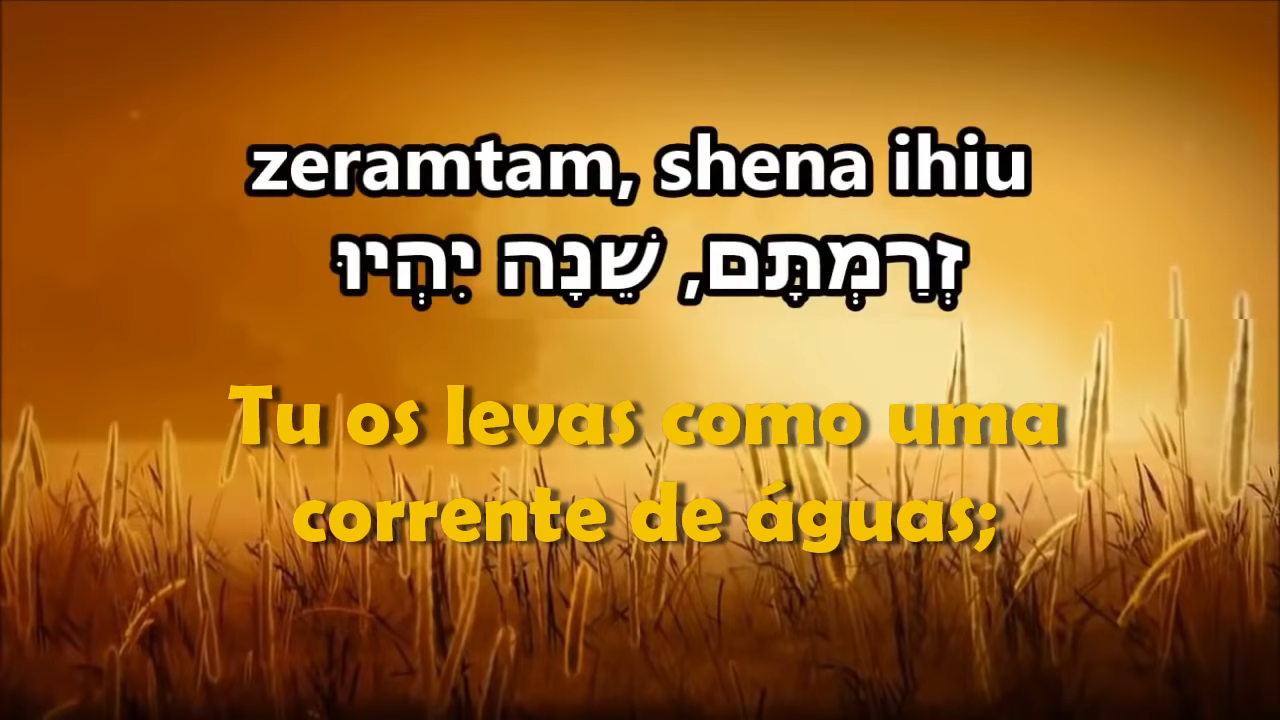 zeramtam, shena ihiu
זְרַמְתָּם, שֵׁנָה יִהְיוּ
Tu os levas como uma
corrente de águas;